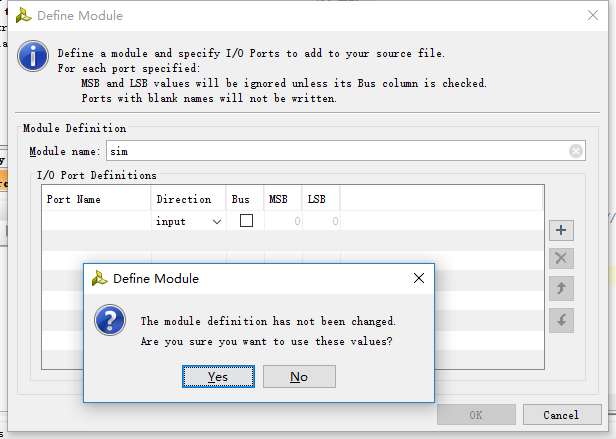 Define Module
Define a module and specify I/O Ports to add to your source file.
For each port specified:
MSB and LSB values will be ignored unless its Bus column is checked.
Ports with blank names will not be written.
Module Definition
Module name: sim
I/O Port Definitions
Port Name Direction Bus MSB LSB
input 0 0
Define Module
The module definition has not been changed.
Are you sure you want to use these values?
Yes No
OK Cancel